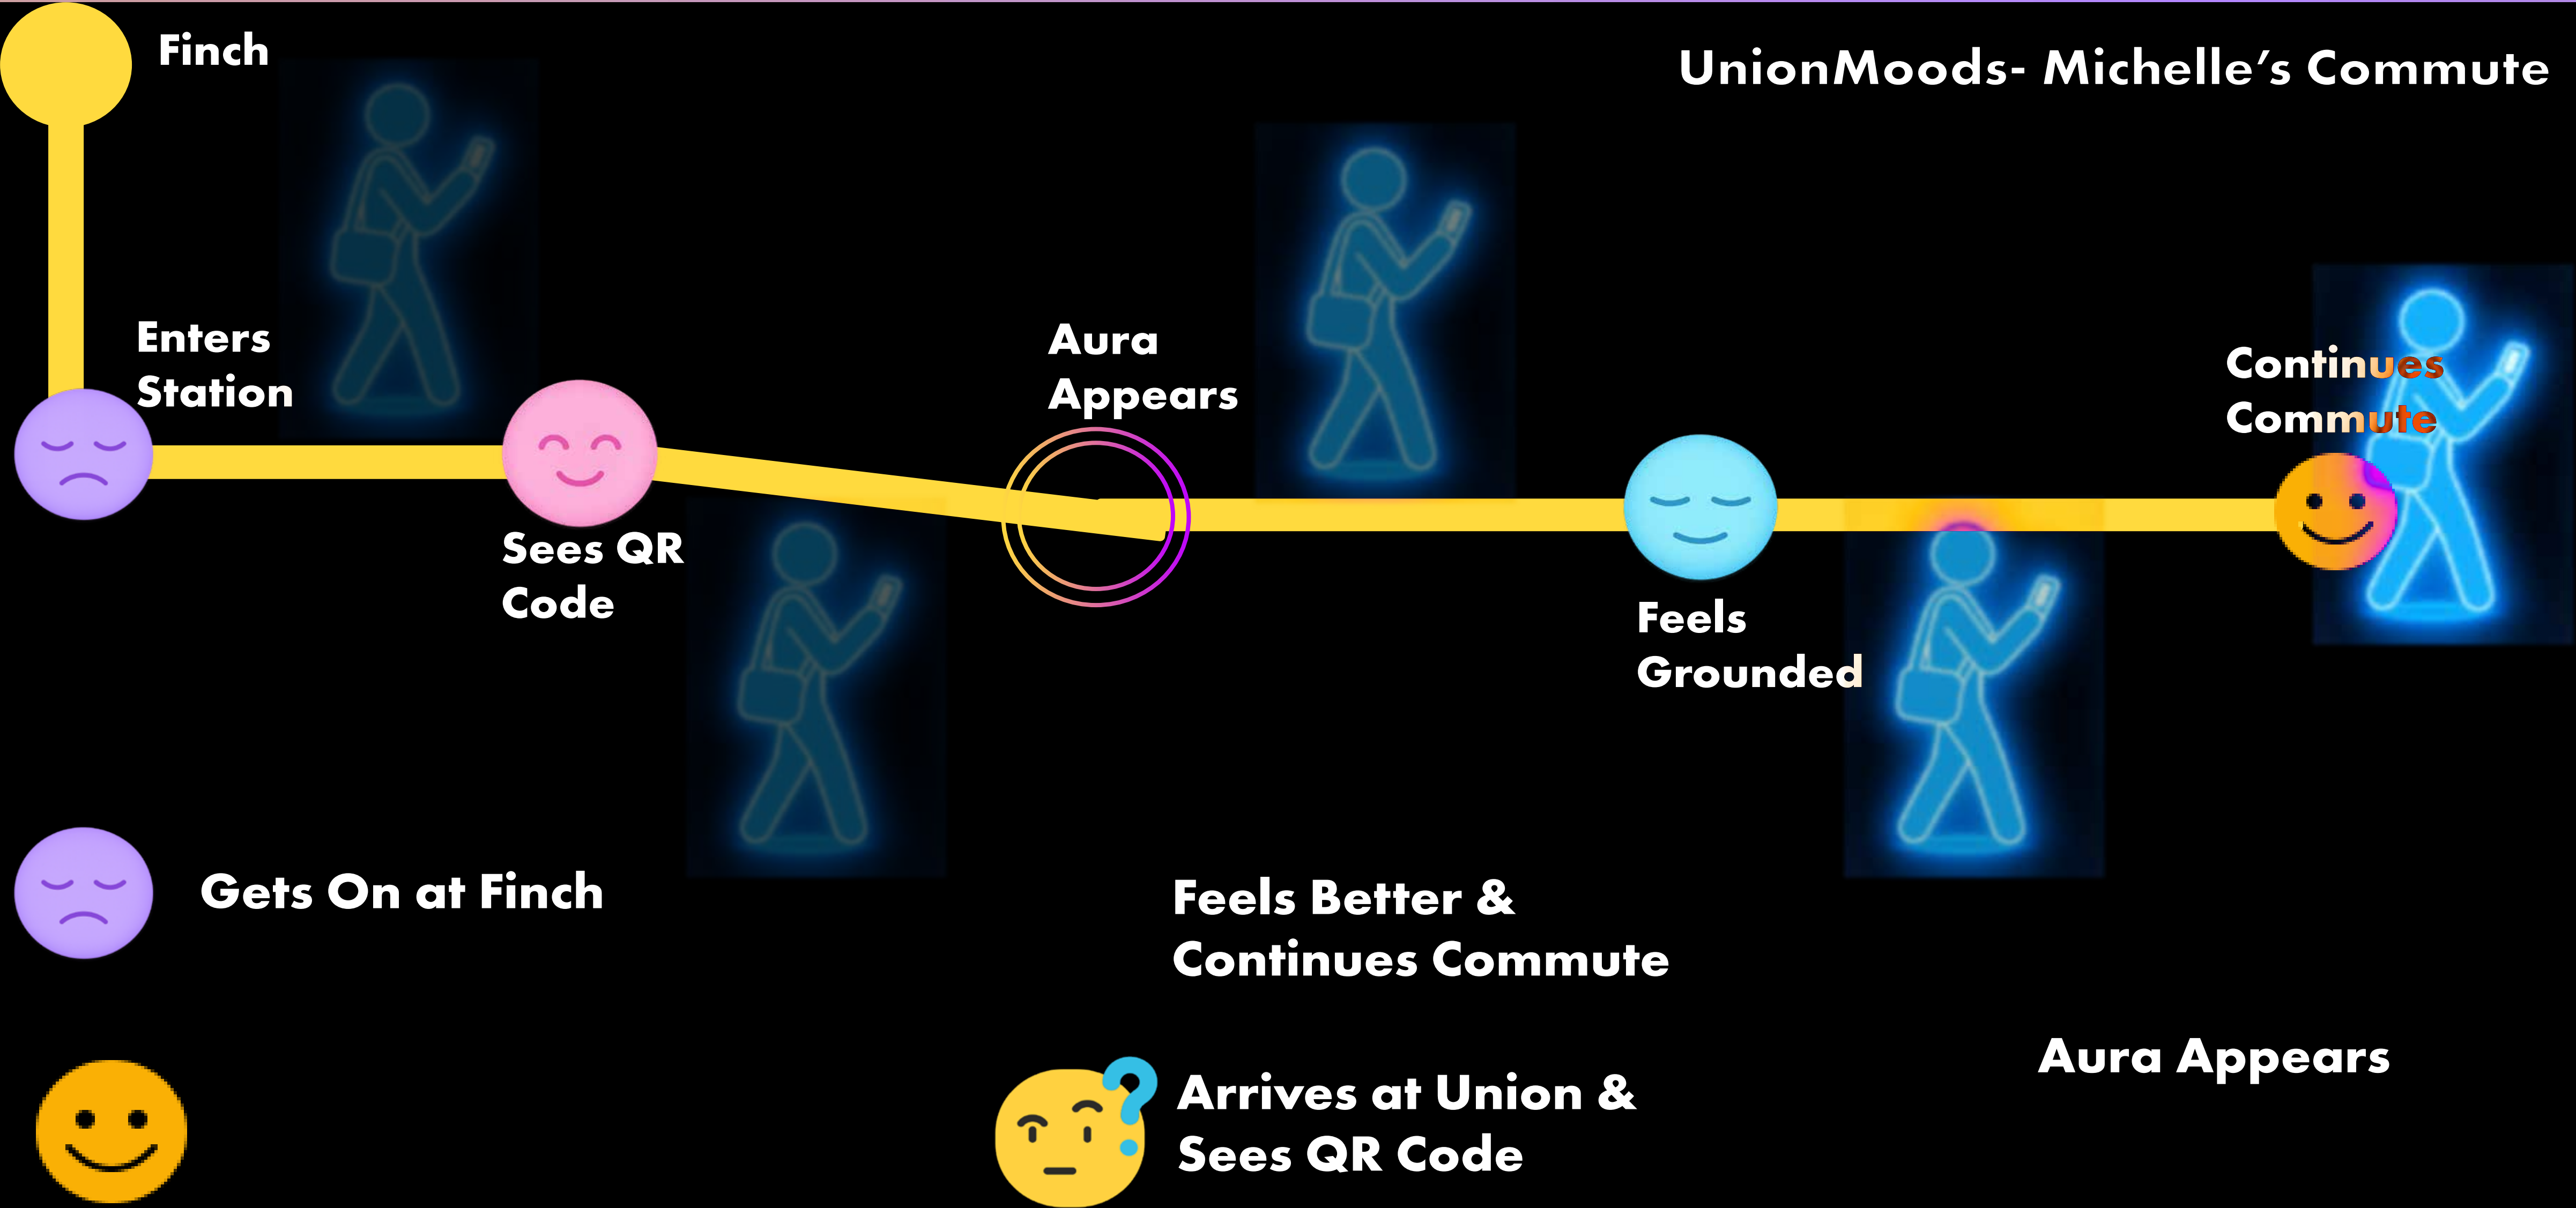 Finch
UnionMoods- Michelle’s Commute
Enters
Station
Sees QR
Code
Aura
Appears
Feels
Grounded
Continues
Commute
Gets On at Finch
Feels Better &
Continues Commute
Arrives at Union &
Sees QR Code
Aura Appears